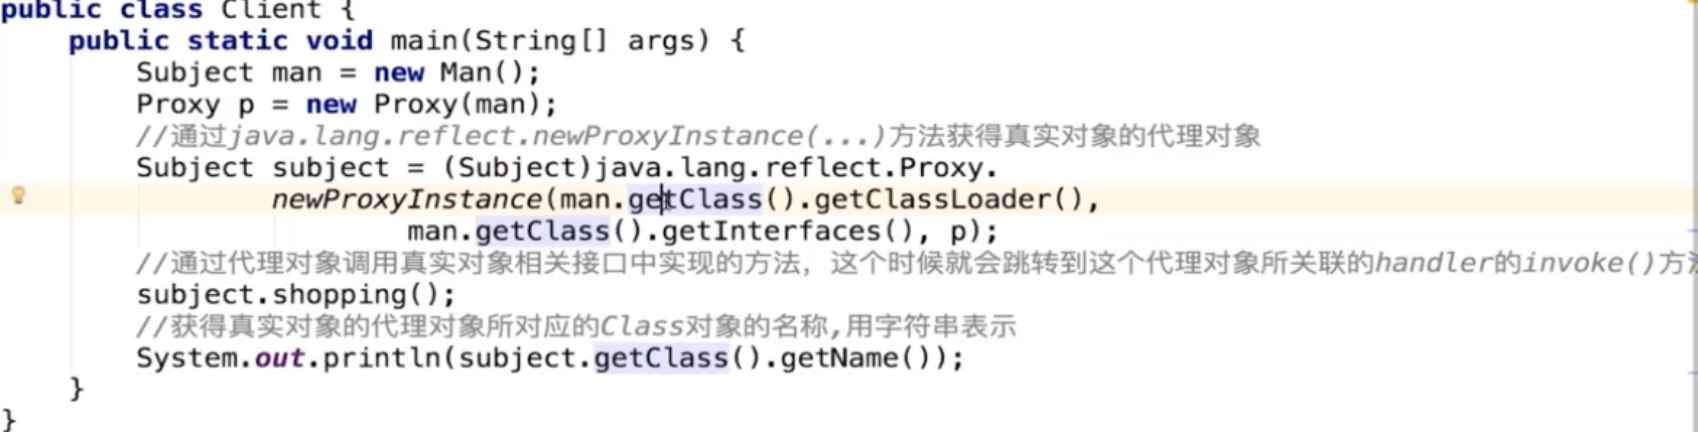 public class Client {
public static void main(String[] args) {
Subject man = new Man();
Proxy p = new Proxy(man);
//通过java.lang.reflect.newProxyInstance(...)方法获得真实对象的代理对象
Subject subject = (Subject)java.lang.reflect.Proxy.
newProxyInstance(man.getClass().getClassLoader(),
man.getClass().getInterfaces(), p);
//通过代理对象调用真实对象相关接口中实现的方法, 这个时候就会跳转到这个代理对象所关联的handler的invoke()方
subject.shopping();
//获得真实对象的代理对象所对应的Class对象的名称,用字符串表示
System.out.println(subject.getClass().getName());
}
}